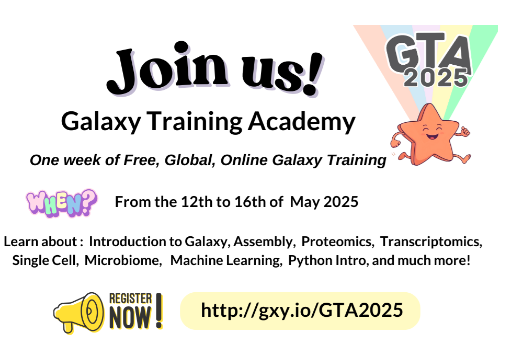 Join us!
GTA
2025
Galaxy Training Academy
One week of Free, Global, Online Galaxy Training
WHEN?
From the 12th to 16th of May 2025
Learn about : Introduction to Galaxy, Assembly, Proteomics, Transcriptomics,
Single Cell, Microbiome, Machine Learning, Python Intro, and much more!
REGISTER
NOW!
http://gxy.io/GTA2025